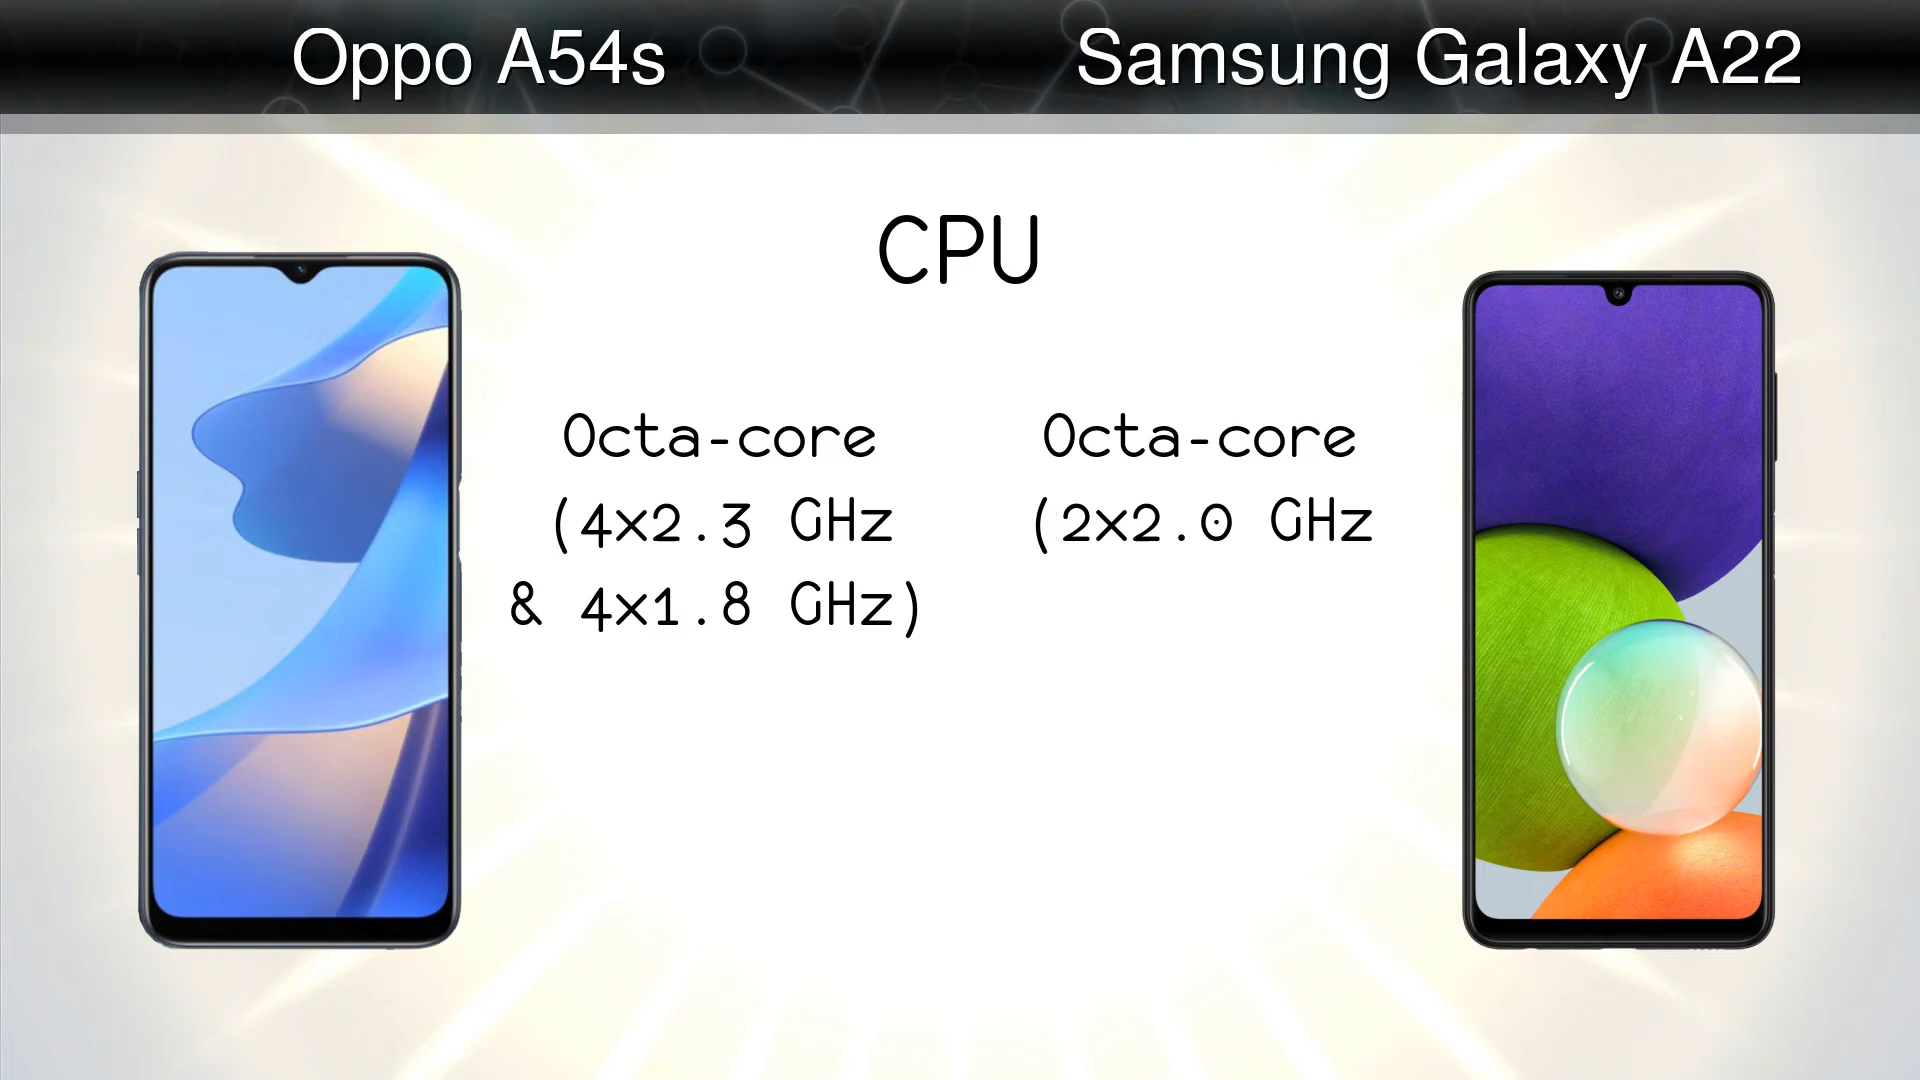 Oppo A54s
Samsung Galaxy A22
CPU
Octa-core
(4x2.3 GHz
& 4x1.8 GHz)
Octa-core
(2x2.0 GHz